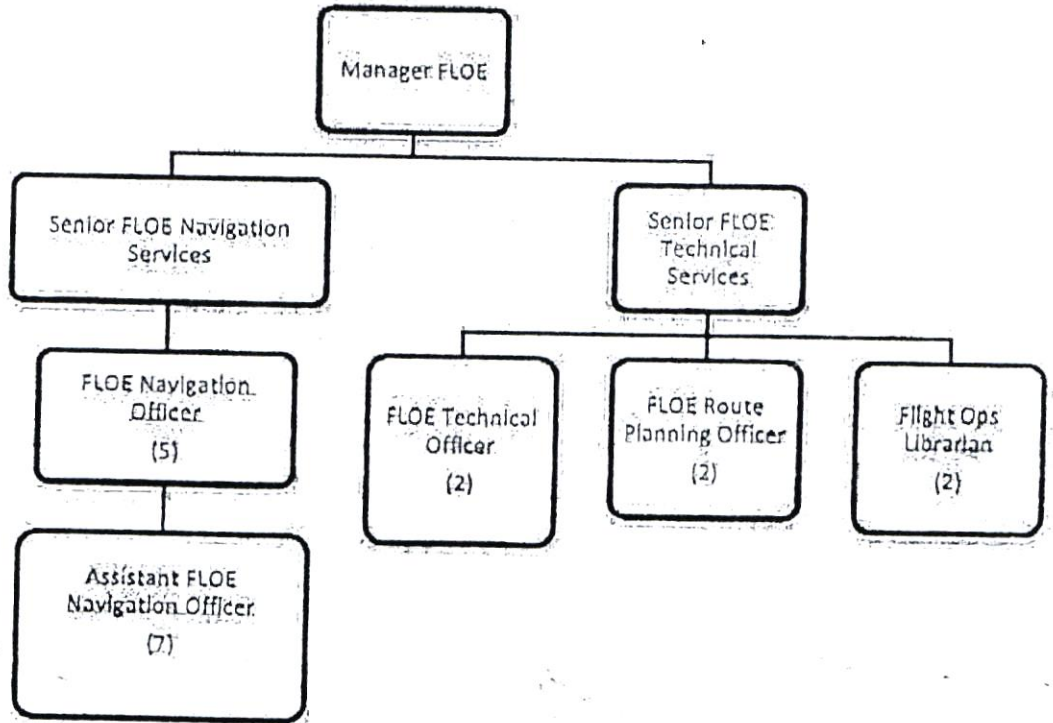 Manager FLOE
Senior FLOE Navigation
Services
Senior FLOE
Technical
Services
FLOE Navigation
Officer
(5)
FLOE Technical
Officer
(2)
FLOE Route
Planning Officer
(2)
Flight Ops
Librarian
(2)
Assistant FLOE
Navigation Officer
(7)